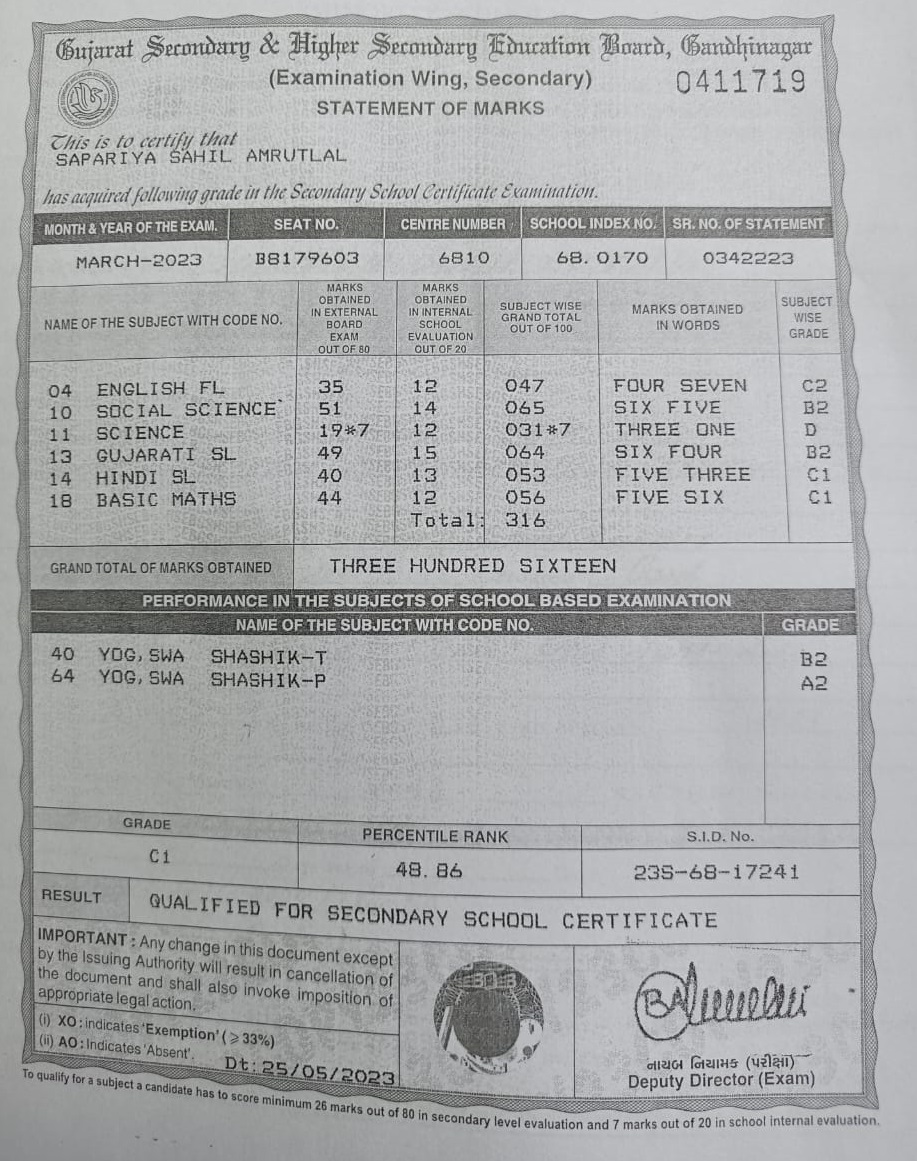 Gujarat Secondary & Higher Secondary Education Board, Gandhinagar
(Examination Wing, Secondary) 0411719
STATEMENT OF MARKS
This is to certify that
SAPARIYA SAHIL AMRUTLAL
has acquired following grade in the Secondary School Certificate Examination.
MONTH & YEAR OF THE EXAM. SEAT NO. CENTRE NUMBER SCHOOL INDEX NO. SR. NO. OF STATEMENT
MARCH-2023 B8179603 6810 68. 0170 0342223
NAME OF THE SUBJECT WITH CODE NO. MARKS OBTAINED IN EXTERNAL BOARD EXAM OUT OF 80 MARKS OBTAINED IN INTERNAL SCHOOL EVALUATION OUT OF 20 SUBJECT WISE GRAND TOTAL OUT OF 100 MARKS OBTAINED IN WORDS SUBJECT WISE GRADE
04 ENGLISH FL 35 12 047 FOUR SEVEN C2
10 SOCIAL SCIENCE 51 14 065 SIX FIVE B2
11 SCIENCE 19*7 12 031*7 THREE ONE D
13 GUJARATI SL 49 15 064 SIX FOUR B2
14 HINDI SL 40 13 053 FIVE THREE C1
18 BASIC MATHS 44 12 056 FIVE SIX C1
Total: 316
GRAND TOTAL OF MARKS OBTAINED THREE HUNDRED SIXTEEN
PERFORMANCE IN THE SUBJECTS OF SCHOOL BASED EXAMINATION
NAME OF THE SUBJECT WITH CODE NO. GRADE
40 YOG, SWA SHASHIK-T B2
64 YOG, SWA SHASHIK-P A2
GRADE PERCENTILE RANK S.I.D. No.
C1 48. 86 23S-68-17241
RESULT QUALIFIED FOR SECONDARY SCHOOL CERTIFICATE
IMPORTANT : Any change in this document except
by the Issuing Authority will result in cancellation of
the document and shall also invoke imposition of
appropriate legal action.
(i) XO : indicates 'Exemption' (⩾ 33%)
(ii) AO : Indicates 'Absent'.
Dt: 25/05/2023
નાયબ નિયામક (પરીક્ષા)
Deputy Director (Exam)
To qualify for a subject a candidate has to score minimum 26 marks out of 80 in secondary level evaluation and 7 marks out of 20 in school internal evaluation.